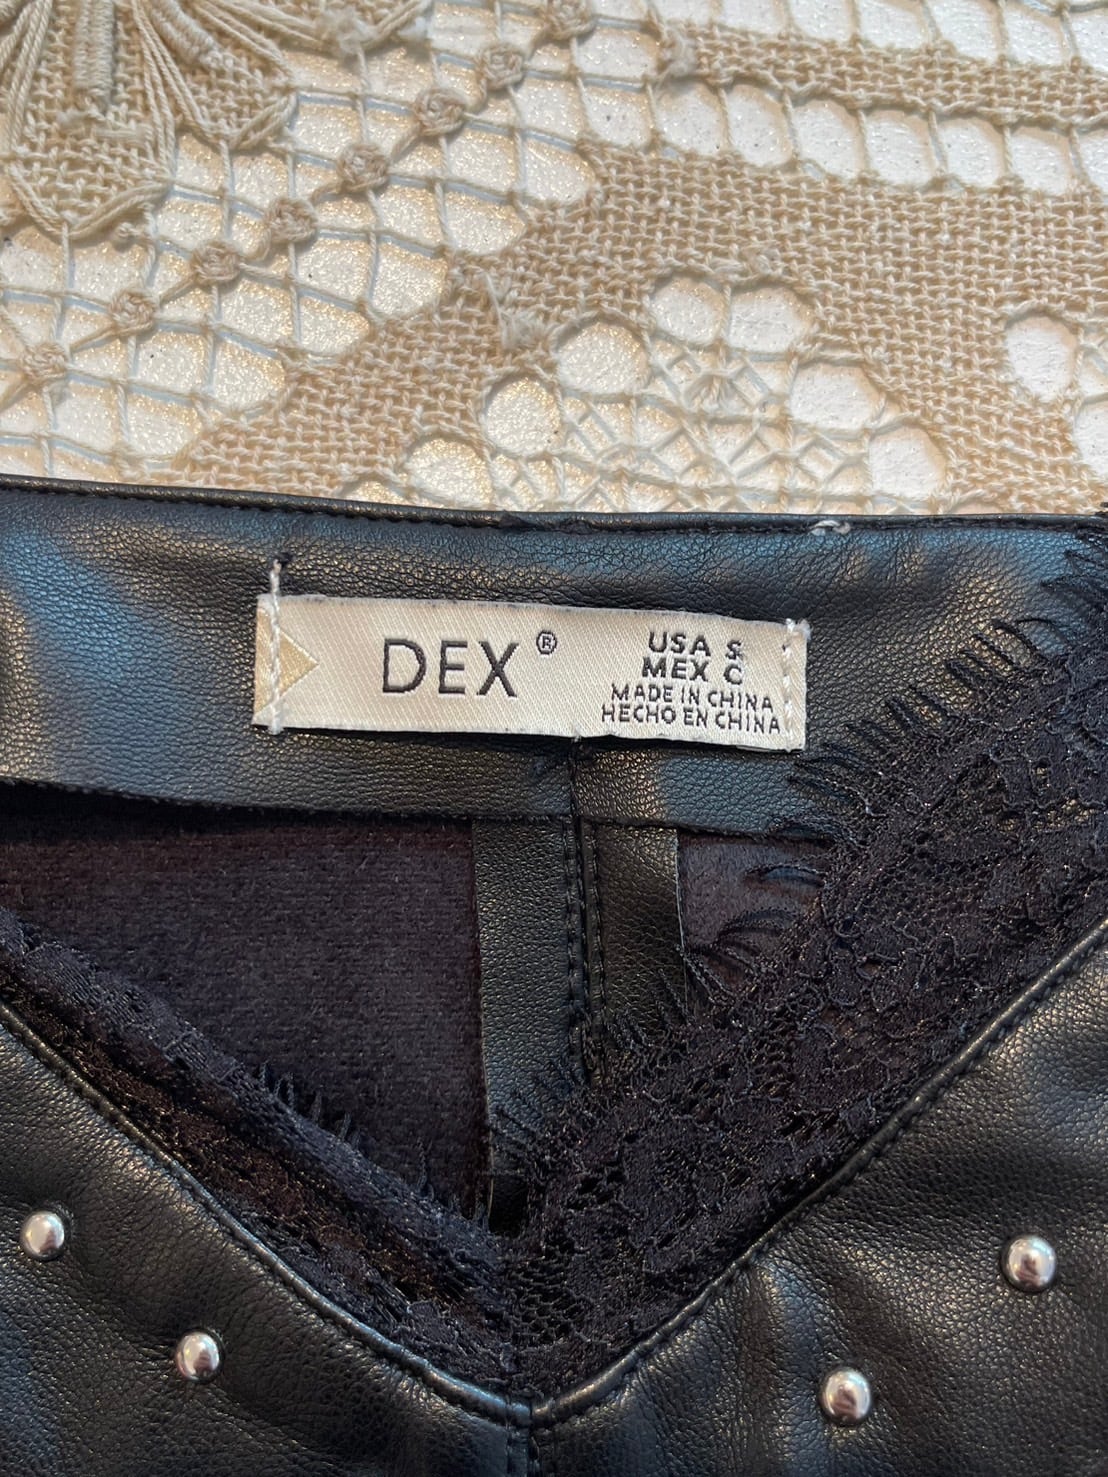 DEX ®
USA S
MEX C
MADE IN CHINA
HECHO EN CHINA